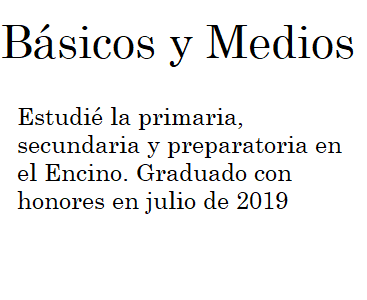 Básicos y Medios
Estudié la primaria,
secundaria y preparatoria en
el Encino. Graduado con
honores en julio de 2019